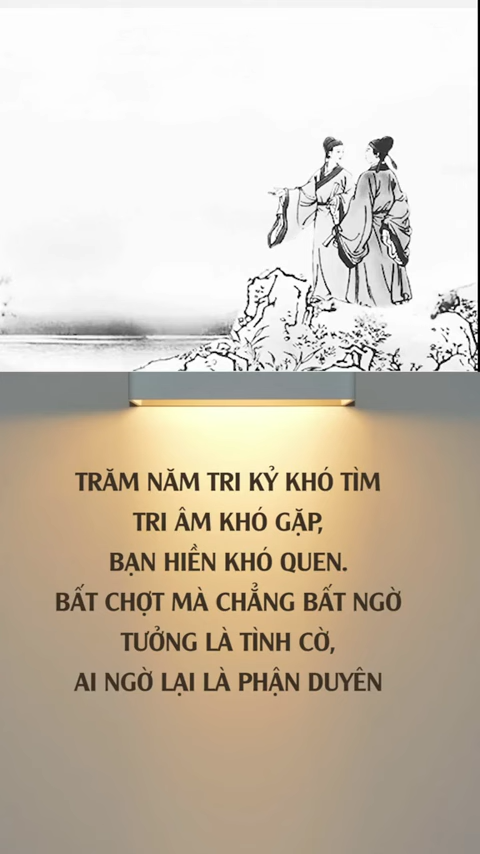 TRĂM NĂM TRI KỶ KHÓ TÌM
TRI ÂM KHÓ GẶP,
BẠN HIỀN KHÓ QUEN.
BẤT CHỢT MÀ CHẲNG BẤT NGỜ
TƯỞNG LÀ TÌNH CỜ,
AI NGỜ LẠI LÀ PHẬN DUYÊN